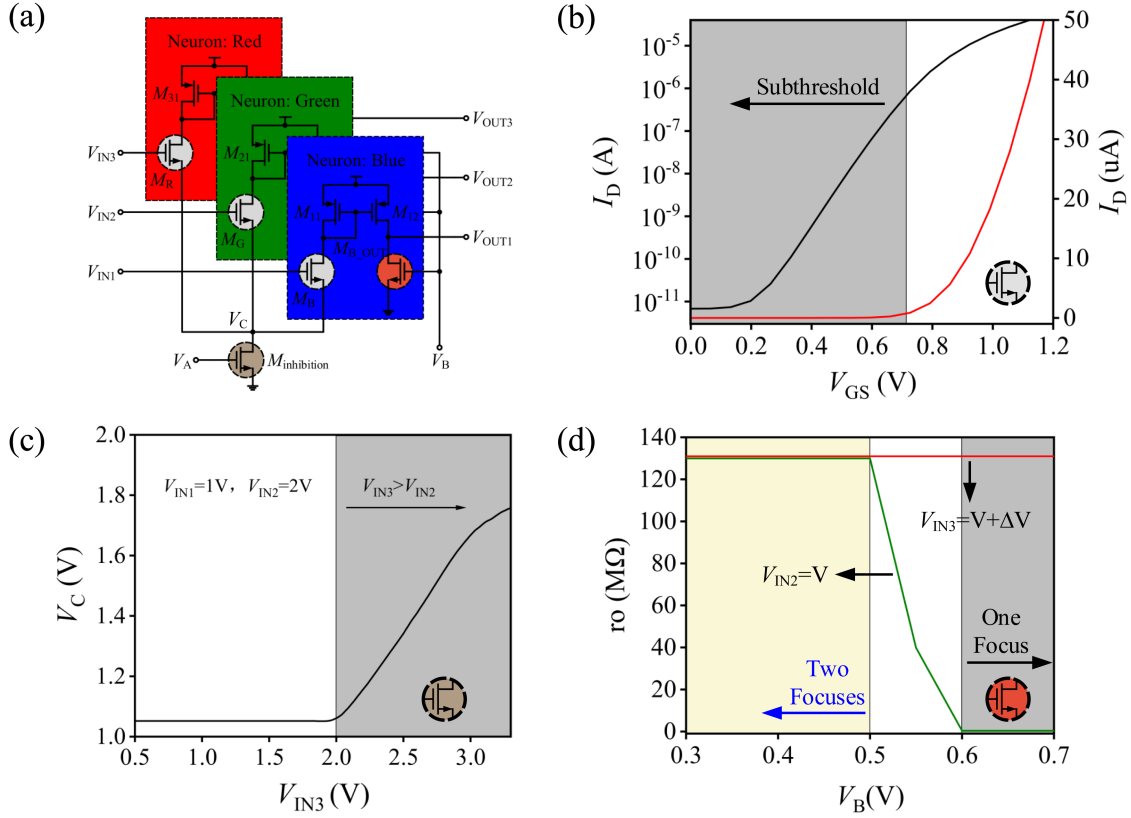 (a)
Neuron: Red
M31
VIN3
MR
Neuron: Green
M21
VIN2
MG
Neuron: Blue
M11
M12
MB_OUT
VIN1
MB
VOUT3
VOUT2
VOUT1
VC
VA
Minhibition
VB
(b)
Subthreshold
ID (A)
10-5
10-6
10-7
10-8
10-9
10-10
10-11
ID (uA)
50
40
30
20
10
0
0.0 0.2 0.4 0.6 0.8 1.0 1.2
VGS (V)
(c)
VIN1=1V, VIN2=2V
VIN3>VIN2
VC (V)
2.0
1.8
1.6
1.4
1.2
1.0
0.5 1.0 1.5 2.0 2.5 3.0
VIN3 (V)
(d)
ro (MΩ)
140
120
100
80
60
40
20
0
VIN3=V+ΔV
VIN2=V
One
Focus
Two
Focuses
0.3 0.4 0.5 0.6 0.7
VB(V)